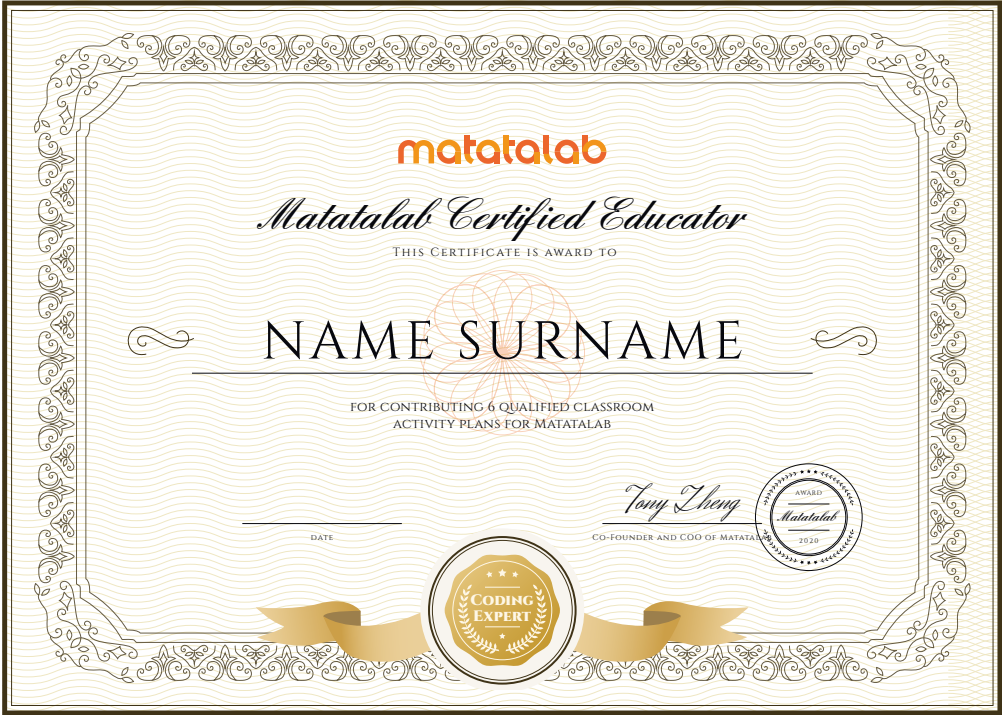 matatalab
Matatalab Certified Educator
This Certificate is award to
NAME SURNAME
for contributing 6 qualified classroom
activity plans for Matatalab
Tony Zheng
date
Co-Founder and COO of Matatalab
AWARD
Matatalab
2020
Coding
Expert